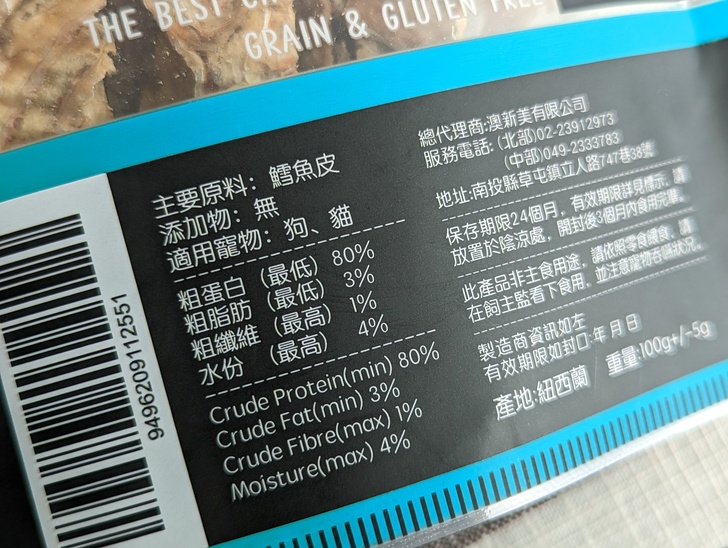 THE BEST
GRAIN & GLUTEN FREE
主要原料：鱈魚皮
添加物：無
適用寵物：狗、貓
粗蛋白（最低）80%
粗脂肪（最低）3%
粗纖維（最高）1%
水份（最高）4%
Crude Protein(min) 80%
Crude Fat(min) 3%
Crude Fibre(max) 1%
Moisture(max) 4%
9496209112551
總代理商:澳新美有限公司
服務電話: (北部)02-23912973
(中部)049-2333783
地址:南投縣草屯鎮立人路747巷38號
保存期限24個月，有效期限詳見標示，請
放置於陰涼處，開封後3個月內食用完畢。
此產品非主食用途，請依照零食餵食，請
在飼主監看下食用，並注意寵物吞嚥狀況。
製造商資訊如左
有效期限如封口:年月日
產地:紐西蘭 重量:100g+/-5g